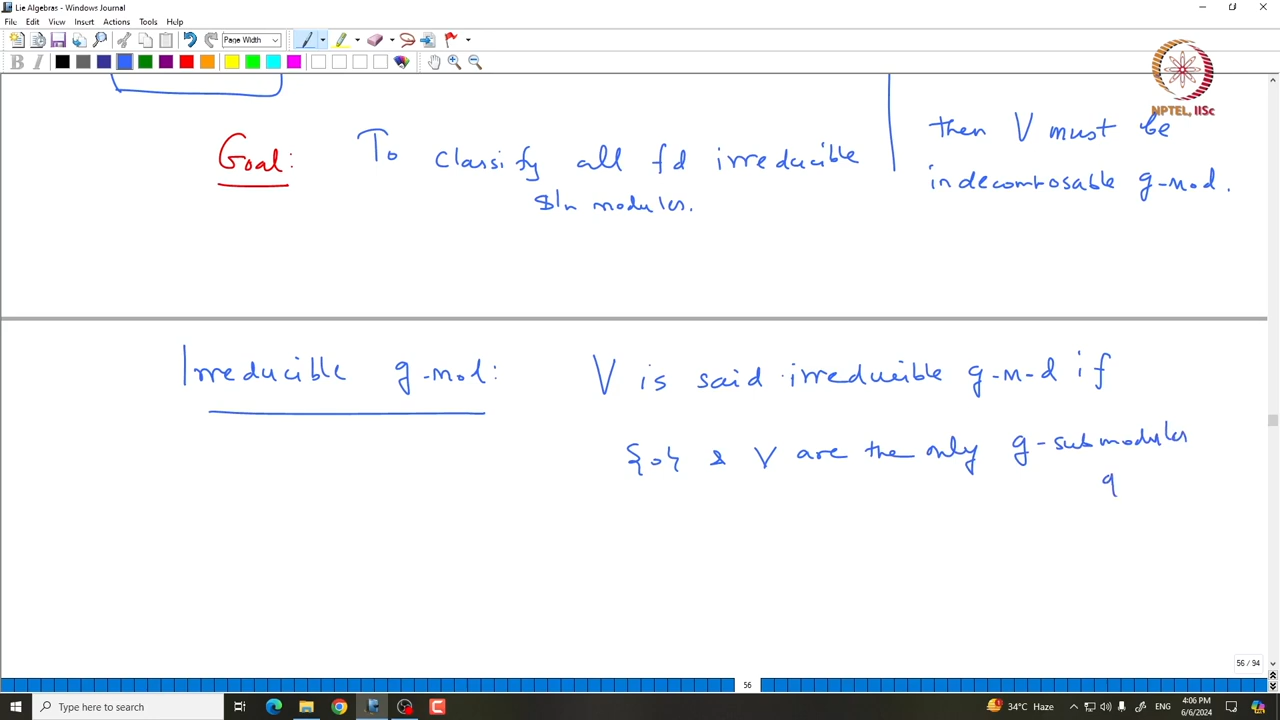 Lie Algebras - Windows Journal
File Edit View Insert Actions Tools Help
Page Width
NPTEL, IISc
then V must be
indecomposable g-mod.
Goal: To classify all fd irreducible
sln modules.
Irreducible g-mod: V is said irreducible g-mod if
{0} & V are the only g-submodules
56 / 94
56
Type here to search
34°C Haze
ENG
4:06 PM
6/6/2024